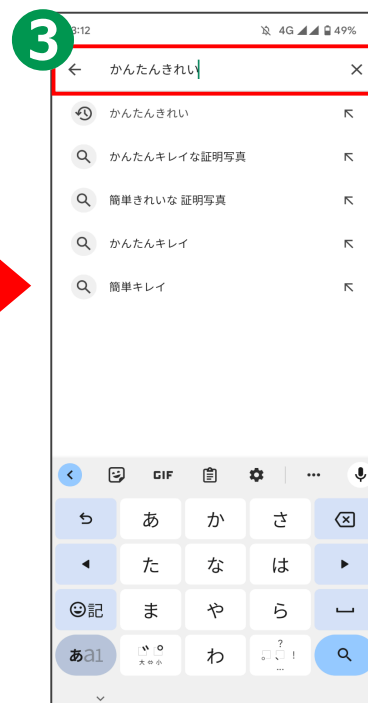 3
3:12 4G 49%
かんたんきれい
かんたんきれい
かんたんキレイな証明写真
簡単きれいな 証明写真
かんたんキレイ
簡単キレイ
GIF
あ か さ
た な は
記 ま や ら
あa1 大⇔小 わ 、。?!…